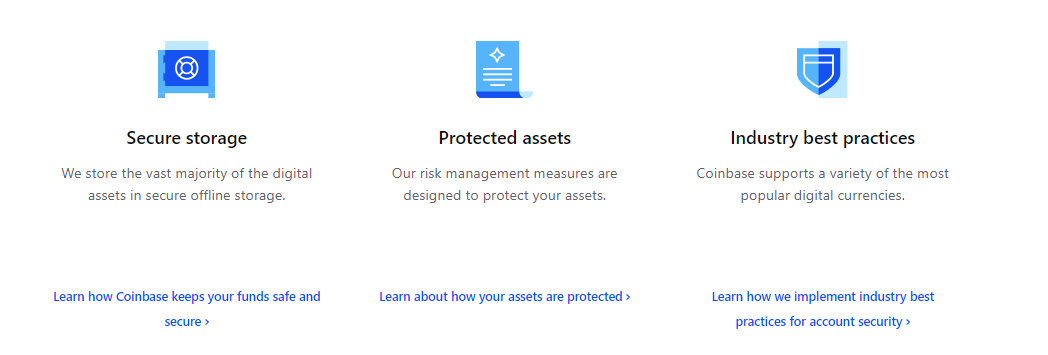 Secure storage
We store the vast majority of the digital
assets in secure offline storage.
Learn how Coinbase keeps your funds safe and
secure ›
Protected assets
Our risk management measures are
designed to protect your assets.
Learn about how your assets are protected ›
Industry best practices
Coinbase supports a variety of the most
popular digital currencies.
Learn how we implement industry best
practices for account security ›